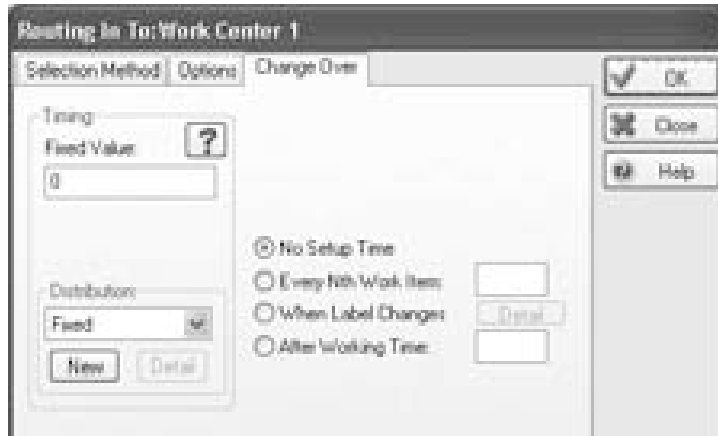 Routing In To: Work Center 1
Selection Method
Options
Change Over
OK
Close
Help
Timing
Fixed Value:
?
0
No Setup Time
Every Nth Work Item:
When Label Changes
Detail
After Working Time:
Distribution:
Fixed
New
Detail